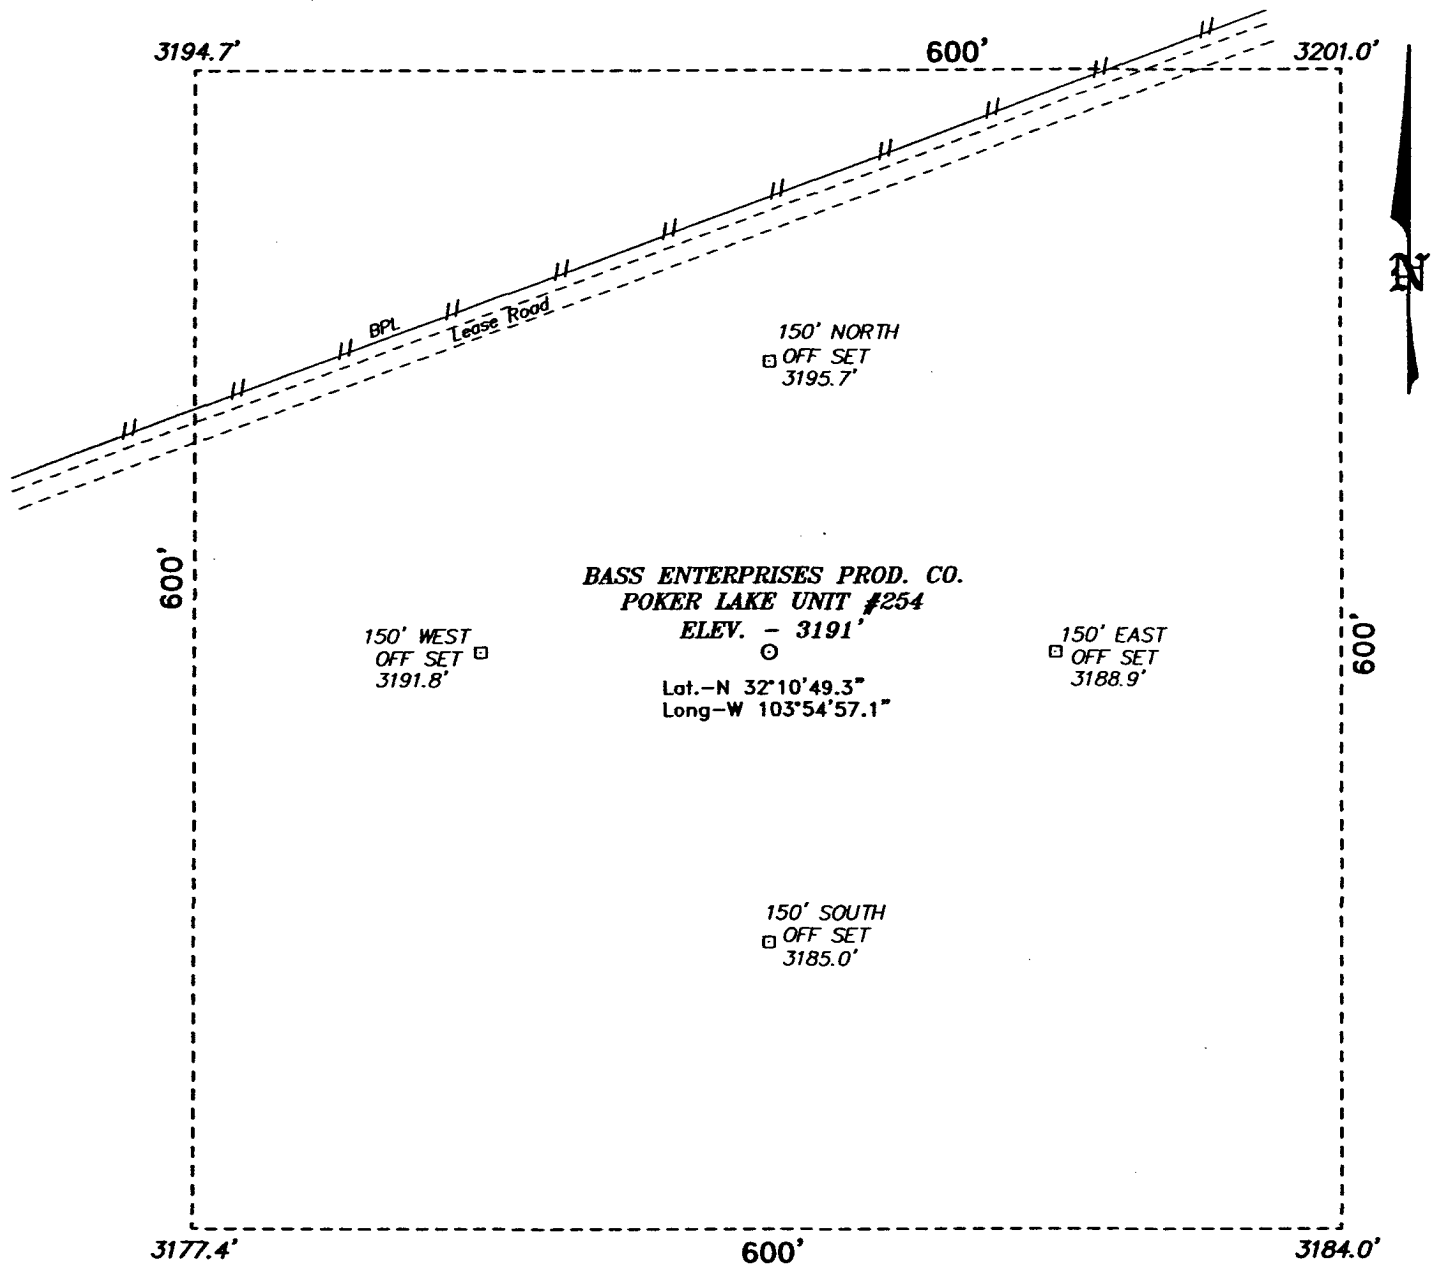 3194.7'
600'
3201.0'
N
BPL
Lease Road
150' NORTH
OFF SET
3195.7'
600'
BASS ENTERPRISES PROD. CO.
POKER LAKE UNIT #254
ELEV. - 3191'
150' WEST
OFF SET
3191.8'
150' EAST
OFF SET
3188.9'
600'
Lat.-N 32°10'49.3"
Long-W 103°54'57.1"
150' SOUTH
OFF SET
3185.0'
3177.4'
600'
3184.0'